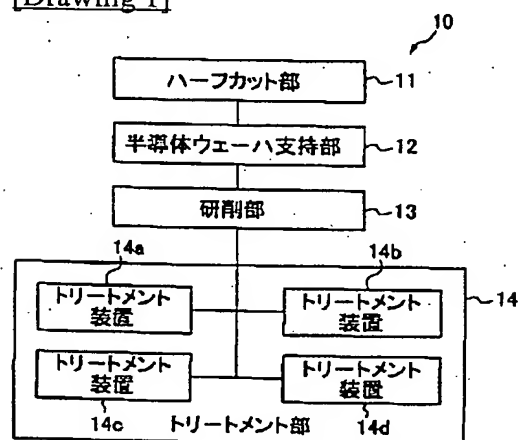 [Drawing 1]
10
ハーフカット部
11
半導体ウェーハ支持部
12
研削部
13
14a
14b
トリートメント
装置
トリートメント
装置
14
トリートメント
装置
トリートメント
装置
14c
トリートメント部
14d